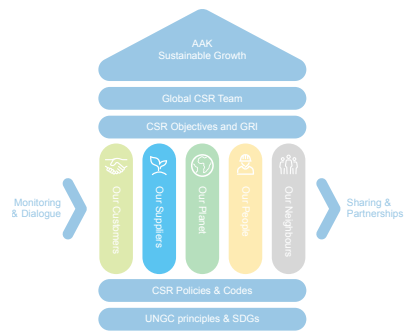 AAK
Sustainable Growth
Global CSR Team
CSR Objectives and GRI
Monitoring
& Dialogue
Our Customers
Our Suppliers
Our Planet
Our People
Our Neighbours
Sharing &
Partnerships
CSR Policies & Codes
UNGC principles & SDGs